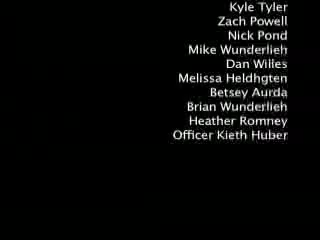 Kyle Tyler
Zach Powell
Nick Pond
Mike Wunderlieh
Dan Willes
Melissa Heldhgten
Betsey Aurda
Brian Wunderlieh
Heather Romney
Officer Kieth Huber